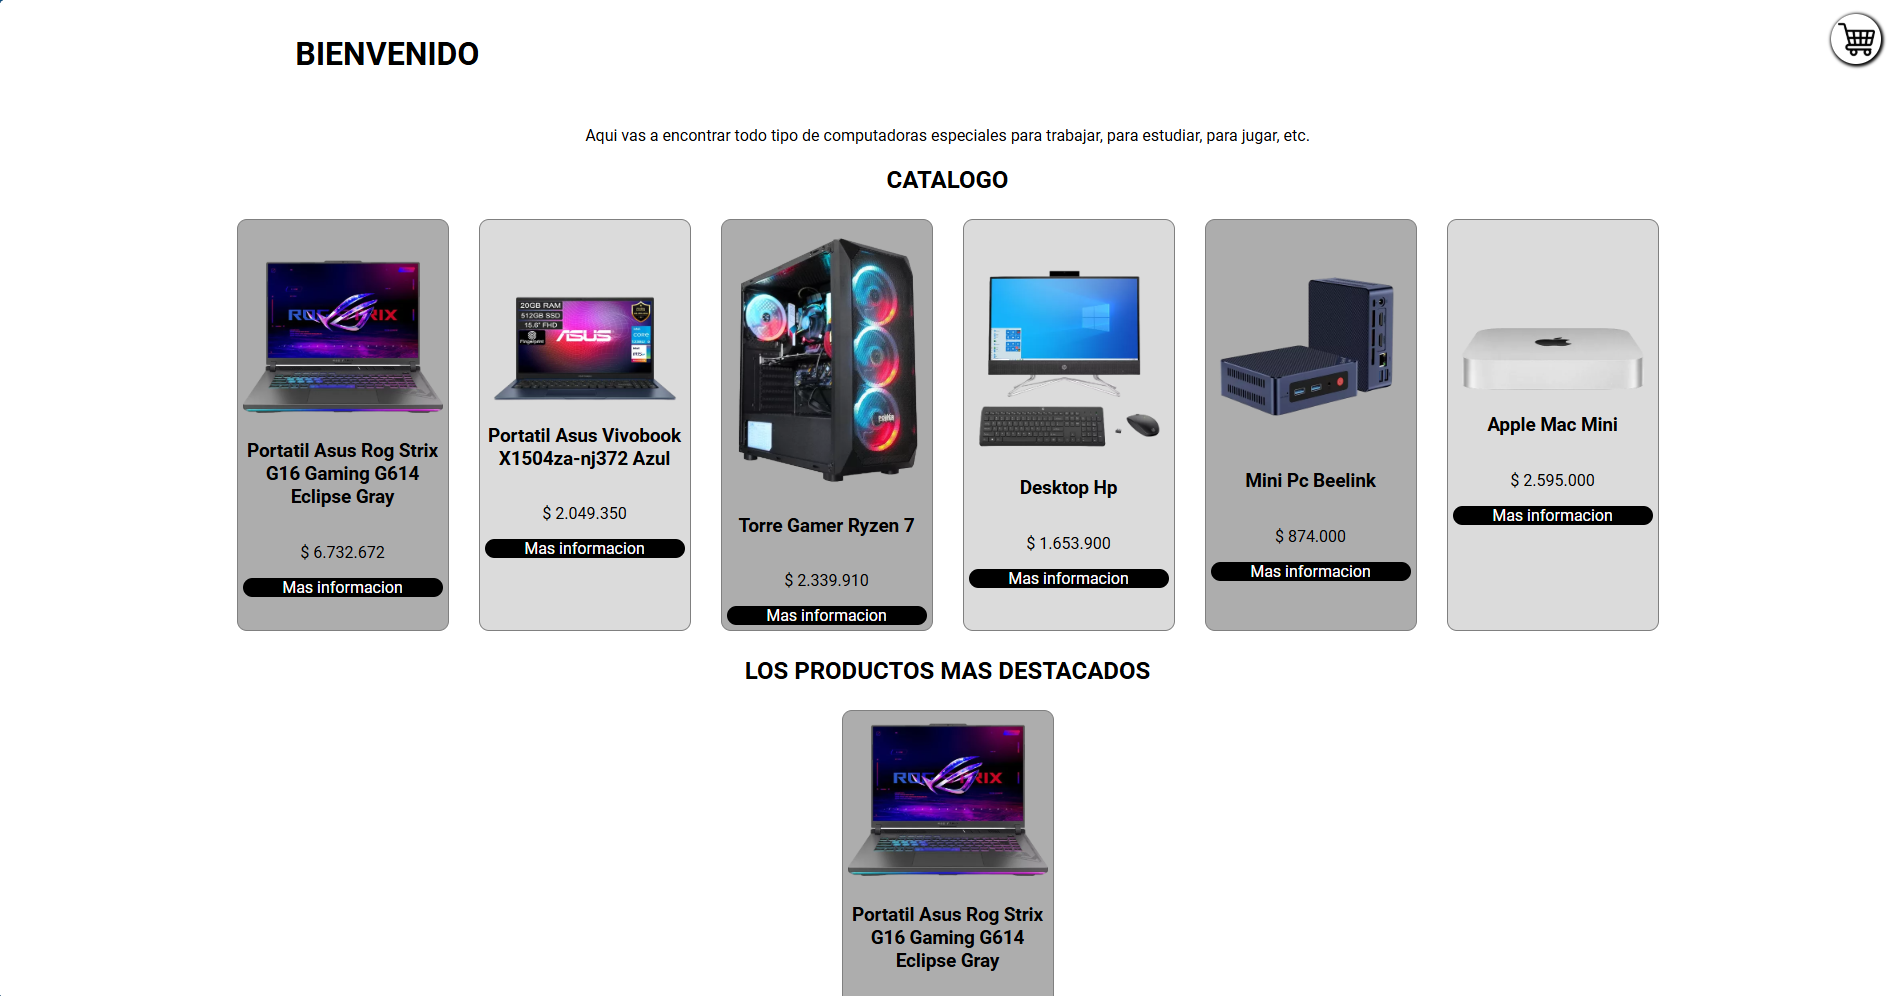 BIENVENIDO
Aqui vas a encontrar todo tipo de computadoras especiales para trabajar, para estudiar, para jugar, etc.
CATALOGO
Portatil Asus Rog Strix
G16 Gaming G614
Eclipse Gray
$ 6.732.672
Mas informacion
20GB RAM
512GB SSD
15.6" FHD
Fingerprint
ASUS
Portatil Asus Vivobook
X1504za-nj372 Azul
$ 2.049.350
Mas informacion
Torre Gamer Ryzen 7
$ 2.339.910
Mas informacion
Desktop Hp
$ 1.653.900
Mas informacion
Mini Pc Beelink
$ 874.000
Mas informacion
Apple Mac Mini
$ 2.595.000
Mas informacion
LOS PRODUCTOS MAS DESTACADOS
Portatil Asus Rog Strix
G16 Gaming G614
Eclipse Gray